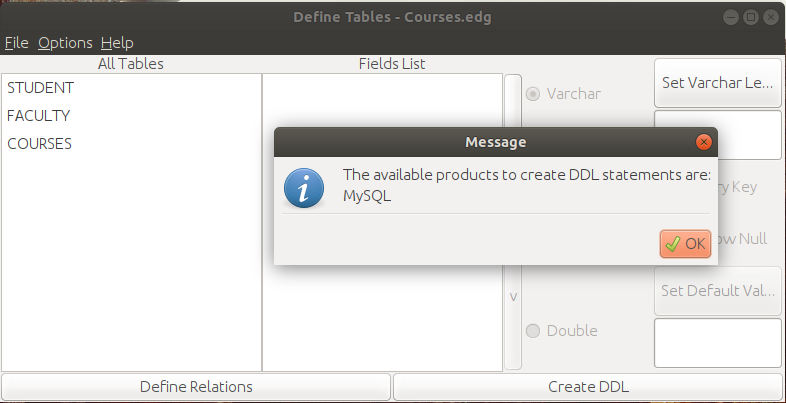 Define Tables - Courses.edg
File Options Help
All Tables
Fields List
STUDENT
FACULTY
COURSES
Varchar
Set Varchar Le...
Message
The available products to create DDL statements are:
MySQL
OK
ry Key
ow Null
Set Default Val...
v
Double
Define Relations
Create DDL